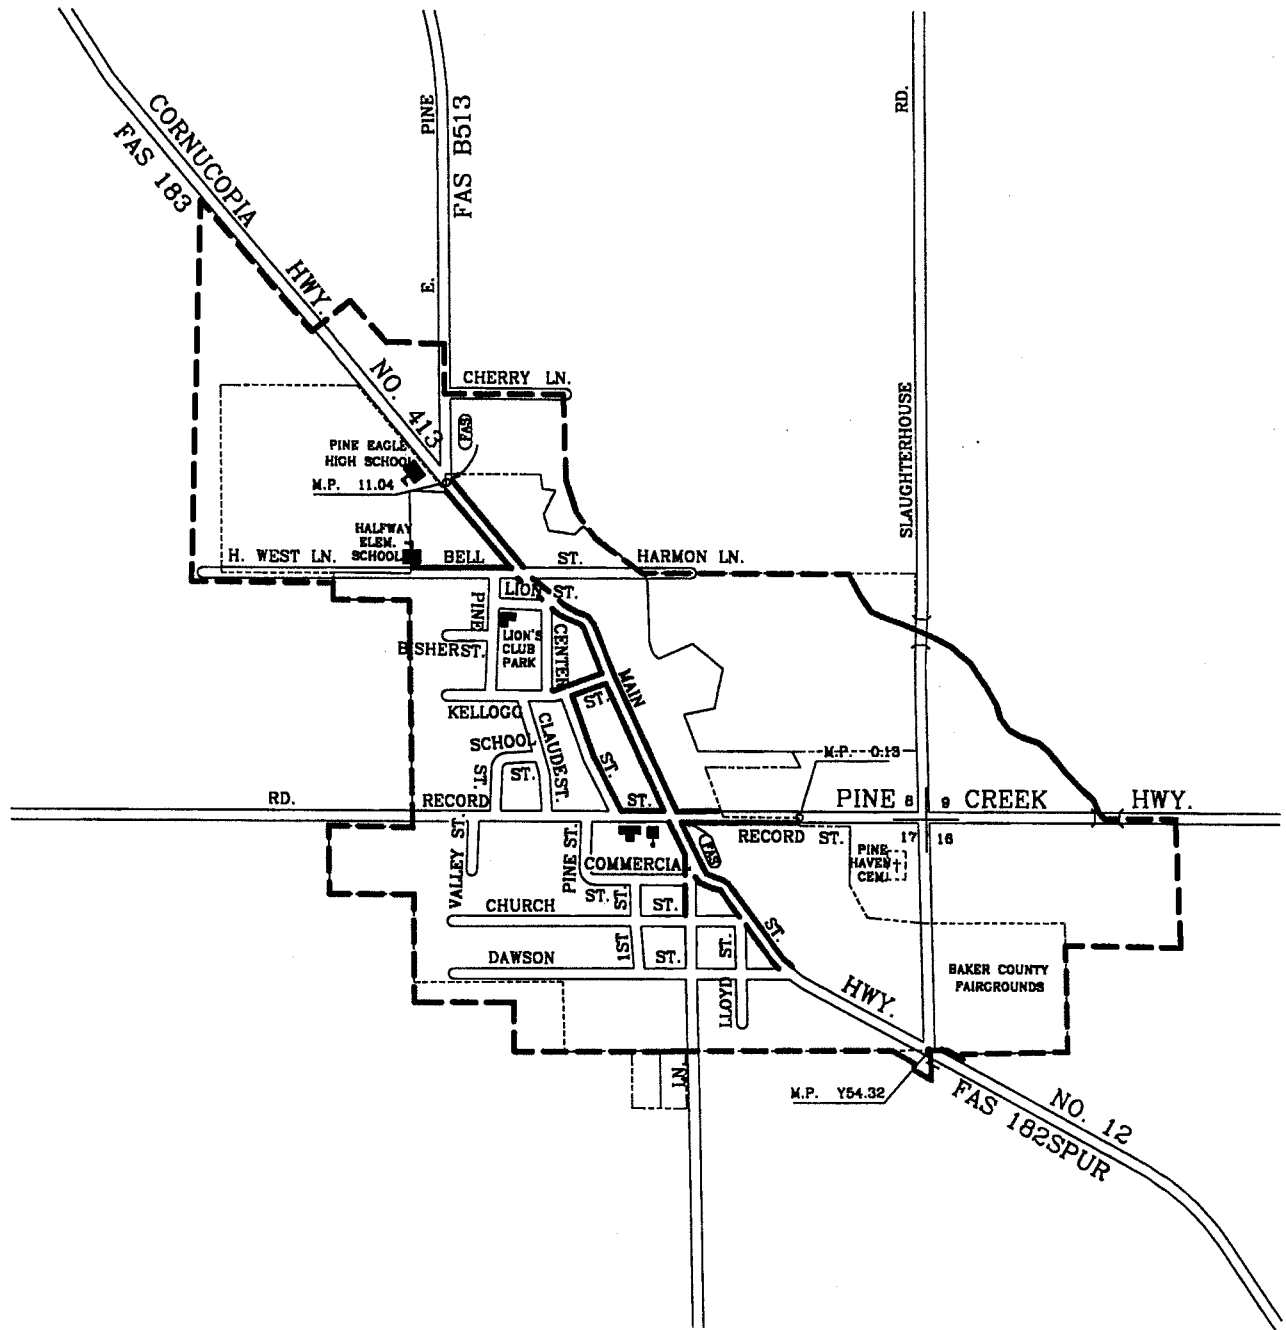 CORNUCOPIA
HWY.
NO.
413
FAS 183
E.
PINE
FAS B513
SLAUGHTERHOUSE
RD.
CHERRY LN.
FAS
PINE EAGLE
HIGH SCHOOL
M.P. 11.04
HALFWAY
ELEM.
SCHOOL
H. WEST LN.
BELL
ST.
HARMON LN.
LION ST.
PINE
LION'S
CLUB
PARK
CENTER
BISHER ST.
MAIN
KELLOGG
ST.
SCHOOL
ST.
ST.
CLAUDE ST.
ST.
M.P. 0.13
RD.
RECORD
ST.
PINE
8
9
CREEK
HWY.
RECORD ST.
17
16
FAS
VALLEY ST.
PINE ST.
COMMERCIAL
ST.
PINE
HAVEN
CEM.
CHURCH
ST.
1ST
ST.
ST.
DAWSON
ST.
LLOYD
ST.
HWY.
BAKER COUNTY
FAIRGROUNDS
LN.
M.P. Y54.32
NO. 12
FAS 182SPUR